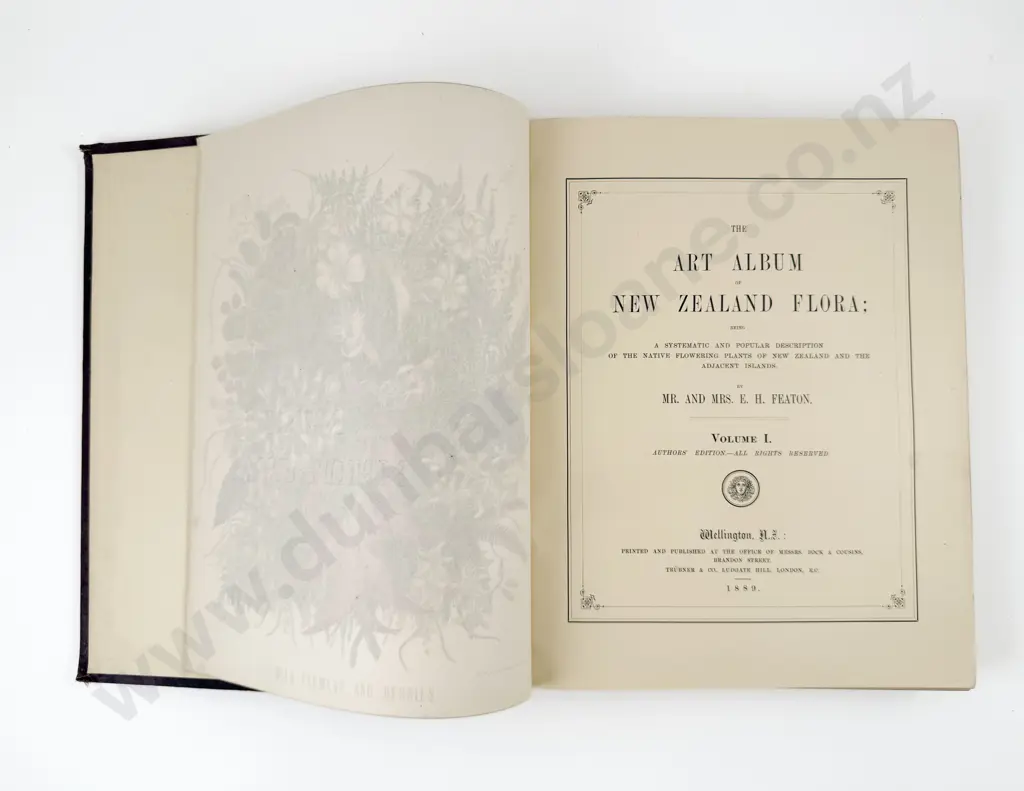 THE
ART ALBUM
OF
NEW ZEALAND FLORA;
BEING
A SYSTEMATIC AND POPULAR DESCRIPTION
OF THE NATIVE FLOWERING PLANTS OF NEW ZEALAND AND THE
ADJACENT ISLANDS.
BY
MR. AND MRS. E. H. FEATON.
VOLUME I.
AUTHORS' EDITION.—ALL RIGHTS RESERVED
Wellington, N.Z.:
PRINTED AND PUBLISHED AT THE OFFICE OF MESSRS. BOCK & COUSINS,
BRANDON STREET.
TRÜBNER & CO., LUDGATE HILL, LONDON, E.C.
1889.
www.dunbarsloane.co.nz